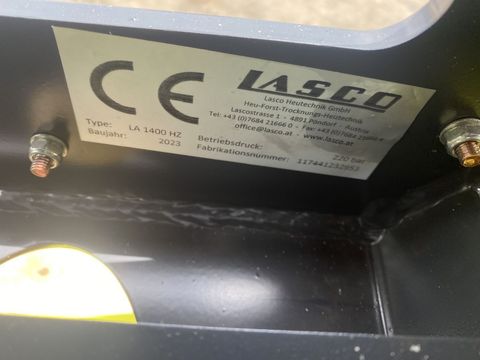 CE LASCO
Lasco Heutechnik GmbH
Heu-Forst-Trocknungs-Heutechnik
Lascostrasse 1 - 4891 Pöndorf - Austria
Tel: +43 (0)7684 21666 0 - Fax: +43 (0)7684 21666
office@lasco.at - www.lasco.at
Type: LA 1400 HZ
Baujahr: 2023
Betriebsdruck: 220 bar
Fabrikationsnummer: